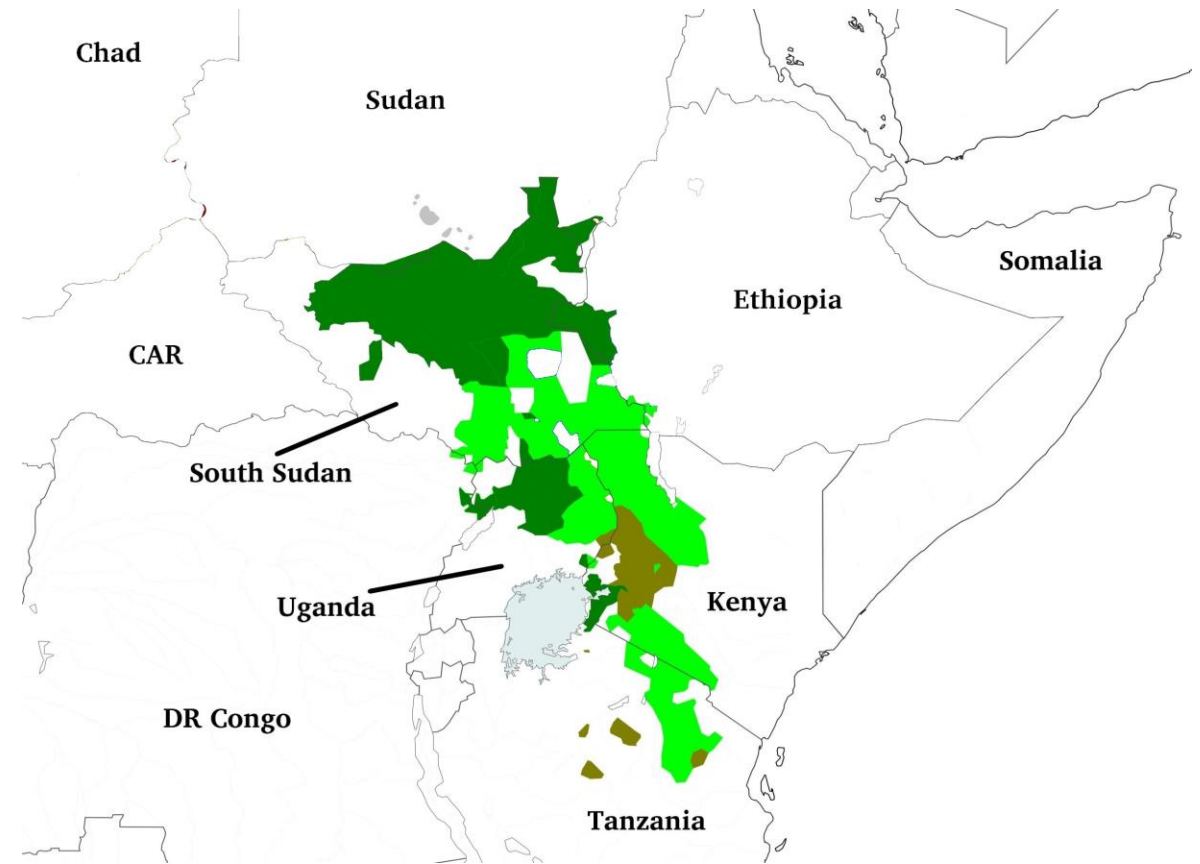 Chad
Sudan
Somalia
Ethiopia
CAR
South Sudan
Uganda
Kenya
DR Congo
Tanzania